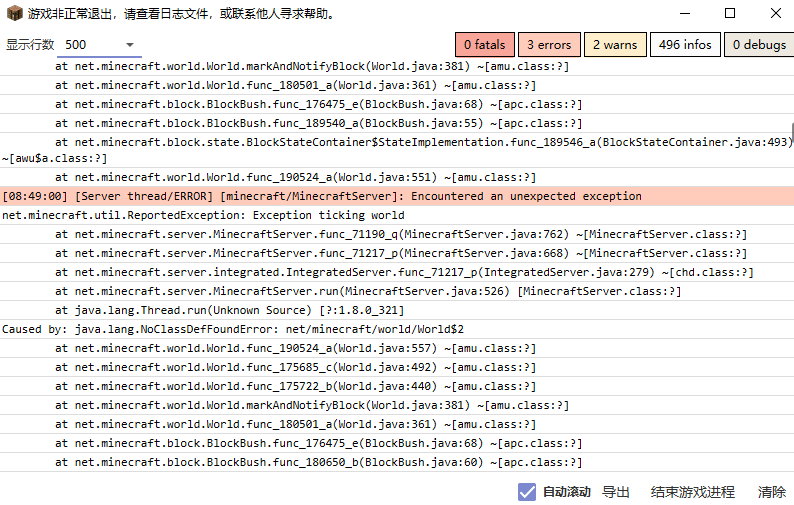 游戏非正常退出，请查看日志文件，或联系他人寻求帮助。
显示行数 500 0 fatals 3 errors 2 warns 496 infos 0 debugs
at net.minecraft.world.World.markAndNotifyBlock(World.java:381) ~[amu.class:?]
at net.minecraft.world.World.func_180501_a(World.java:361) ~[amu.class:?]
at net.minecraft.block.BlockBush.func_176475_e(BlockBush.java:68) ~[apc.class:?]
at net.minecraft.block.BlockBush.func_189540_a(BlockBush.java:55) ~[apc.class:?]
at net.minecraft.block.state.BlockStateContainer$StateImplementation.func_189546_a(BlockStateContainer.java:493)
~[awu$a.class:?]
at net.minecraft.world.World.func_190524_a(World.java:551) ~[amu.class:?]
[08:49:00] [Server thread/ERROR] [minecraft/MinecraftServer]: Encountered an unexpected exception
net.minecraft.util.ReportedException: Exception ticking world
at net.minecraft.server.MinecraftServer.func_71190_q(MinecraftServer.java:762) ~[MinecraftServer.class:?]
at net.minecraft.server.MinecraftServer.func_71217_p(MinecraftServer.java:668) ~[MinecraftServer.class:?]
at net.minecraft.server.integrated.IntegratedServer.func_71217_p(IntegratedServer.java:279) ~[chd.class:?]
at net.minecraft.server.MinecraftServer.run(MinecraftServer.java:526) [MinecraftServer.class:?]
at java.lang.Thread.run(Unknown Source) [?:1.8.0_321]
Caused by: java.lang.NoClassDefFoundError: net/minecraft/world/World$2
at net.minecraft.world.World.func_190524_a(World.java:557) ~[amu.class:?]
at net.minecraft.world.World.func_175685_c(World.java:492) ~[amu.class:?]
at net.minecraft.world.World.func_175722_b(World.java:440) ~[amu.class:?]
at net.minecraft.world.World.markAndNotifyBlock(World.java:381) ~[amu.class:?]
at net.minecraft.world.World.func_180501_a(World.java:361) ~[amu.class:?]
at net.minecraft.block.BlockBush.func_176475_e(BlockBush.java:68) ~[apc.class:?]
at net.minecraft.block.BlockBush.func_180650_b(BlockBush.java:60) ~[apc.class:?]
自动滚动 导出 结束游戏进程 清除